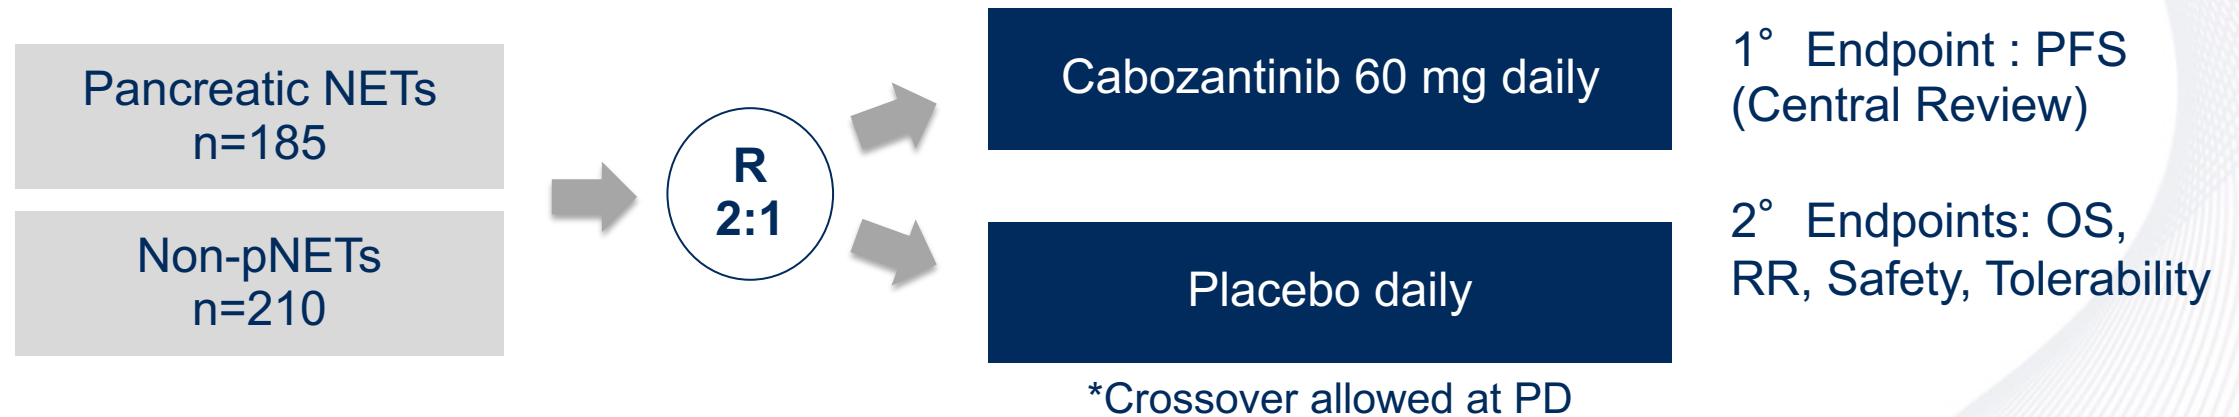 Pancreatic NETs
n=185
Non-pNETs
n=210
R
2:1
Cabozantinib 60 mg daily
Placebo daily
*Crossover allowed at PD
1° Endpoint : PFS
(Central Review)
2° Endpoints: OS,
RR, Safety, Tolerability